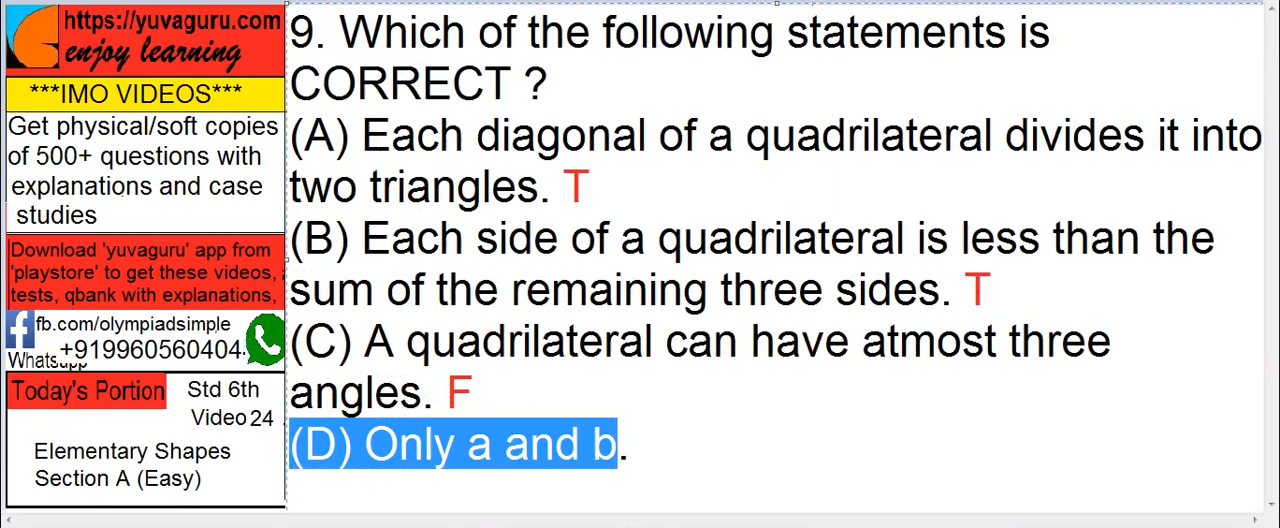 https://yuvaguru.com
enjoy learning
***IMO VIDEOS***
Get physical/soft copies
of 500+ questions with
explanations and case
studies
Download 'yuvaguru' app from
'playstore' to get these videos,
tests, qbank with explanations,
fb.com/olympiadsimple
+919960560404
Whatsapp
Today's Portion
Std 6th
Video 24
Elementary Shapes
Section A (Easy)
9. Which of the following statements is
CORRECT ?
(A) Each diagonal of a quadrilateral divides it into
two triangles. T
(B) Each side of a quadrilateral is less than the
sum of the remaining three sides. T
(C) A quadrilateral can have atmost three
angles. F
(D) Only a and b.